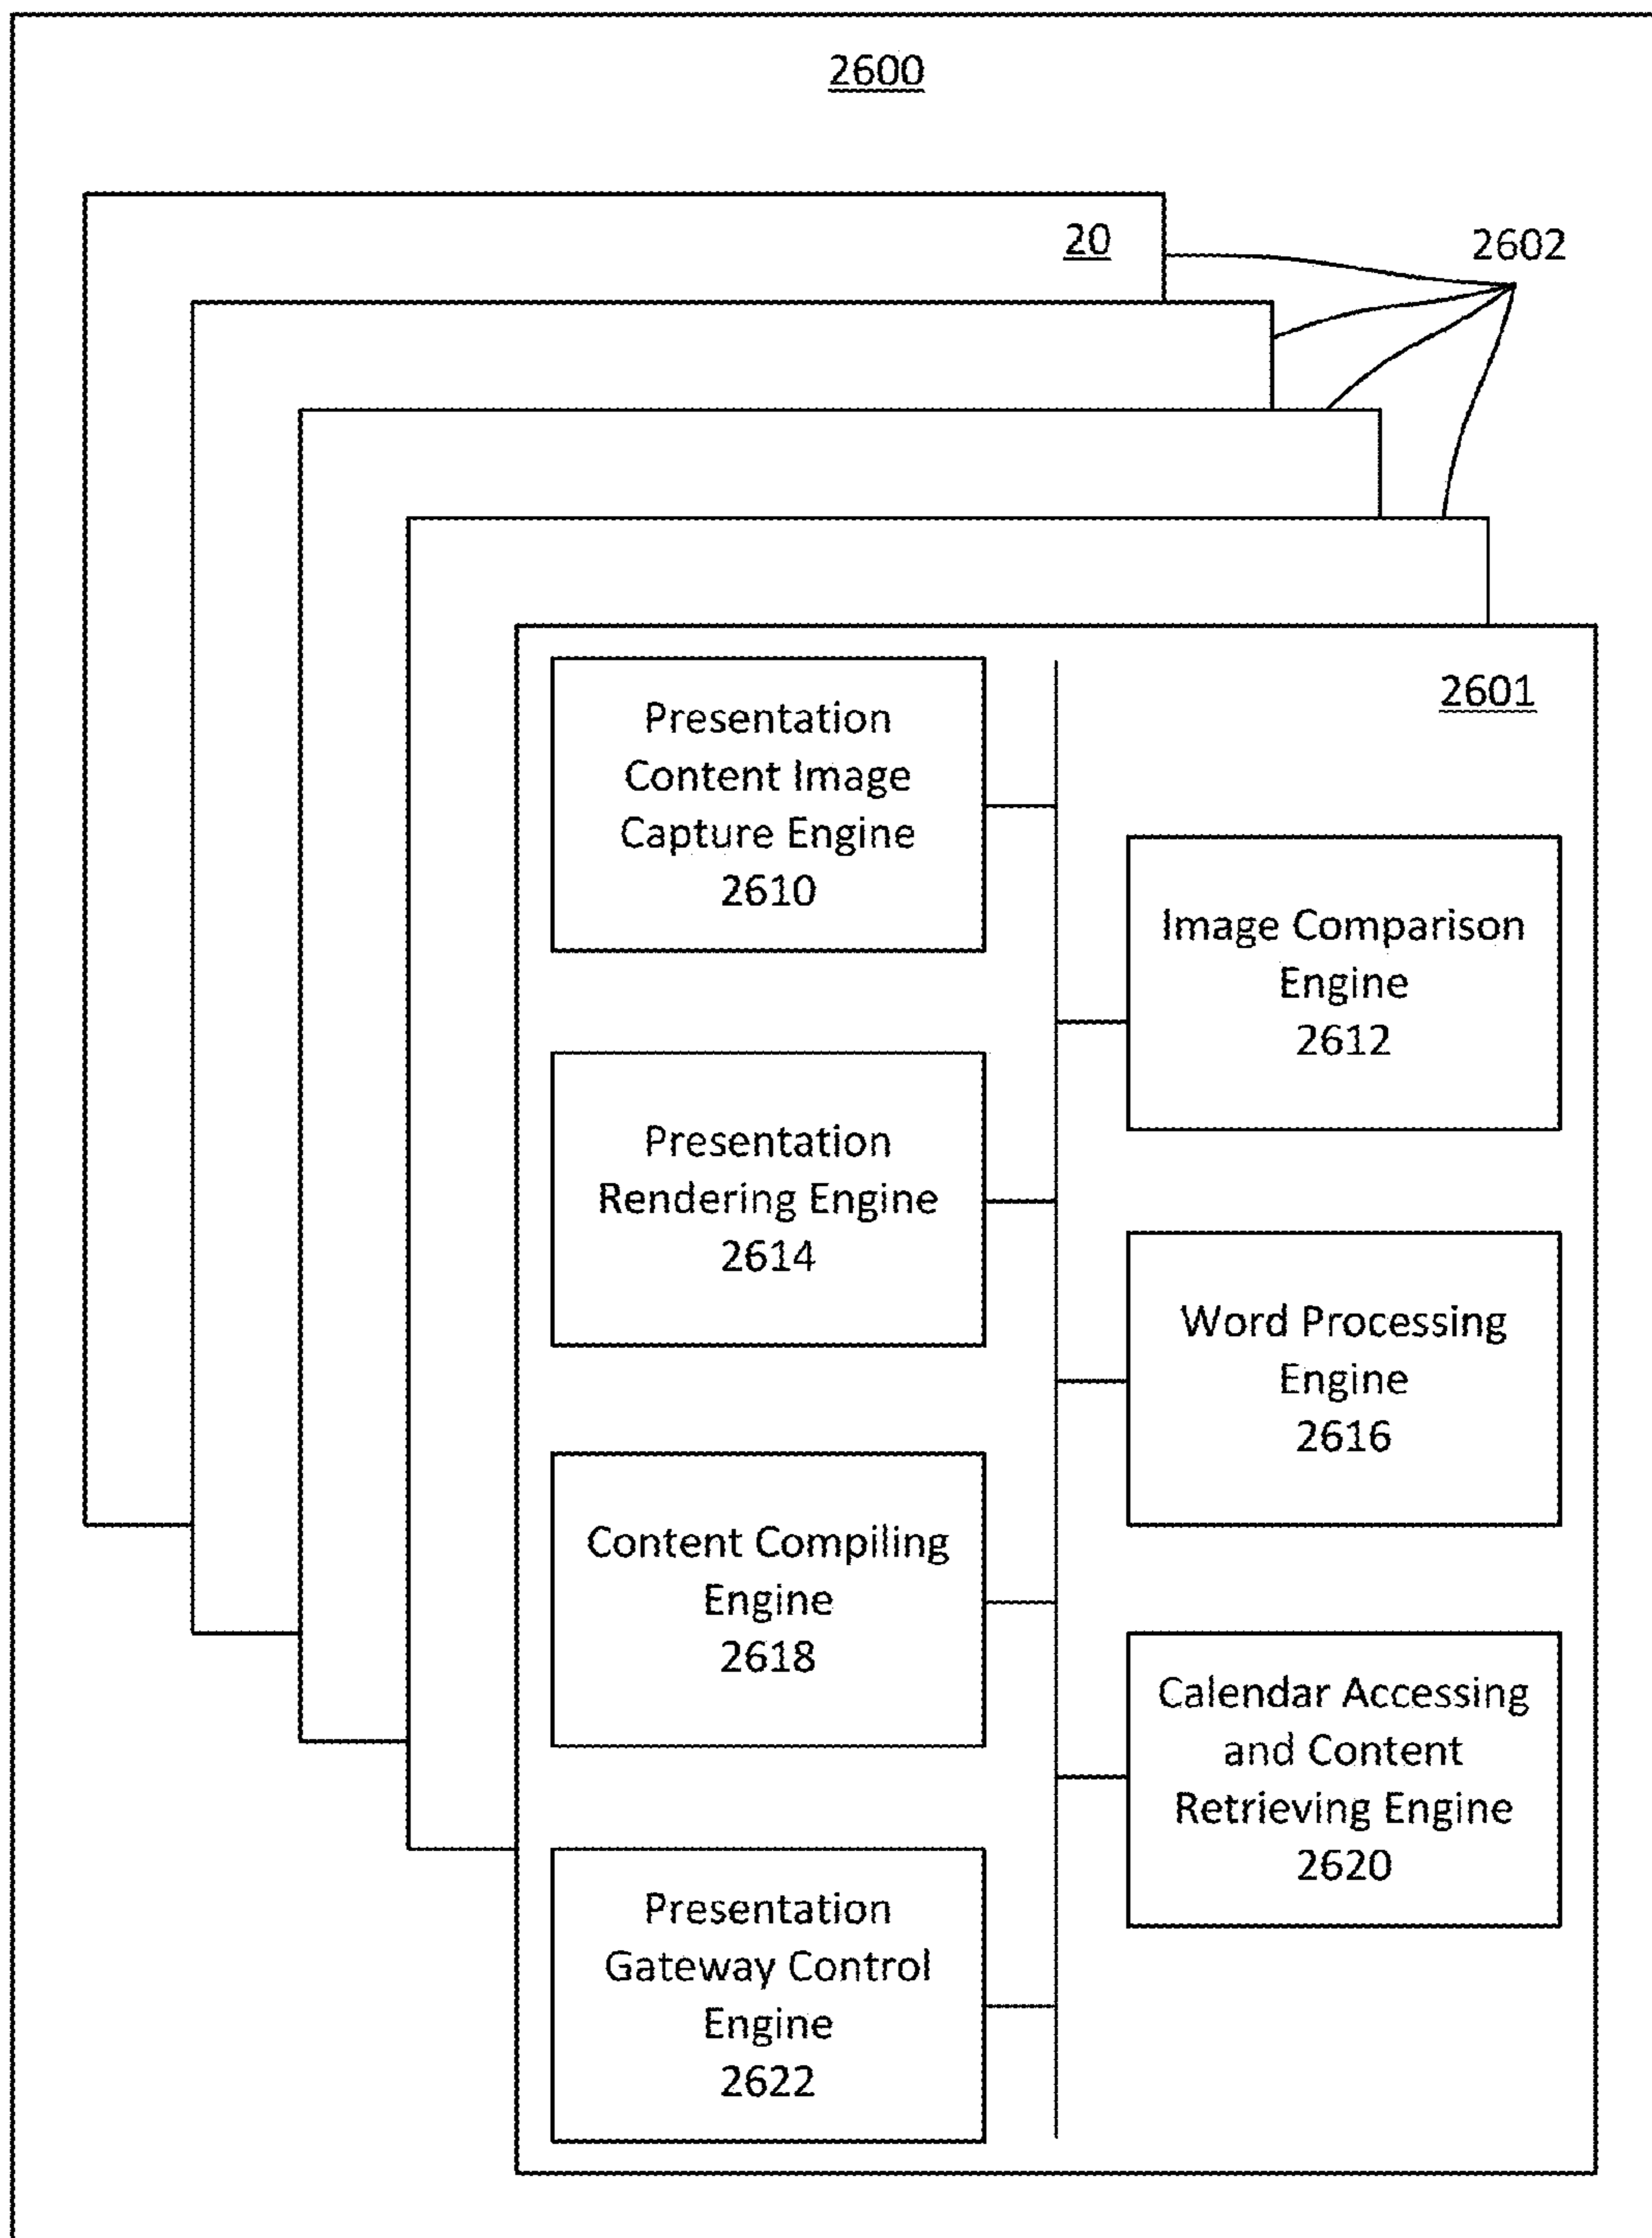 2600
20
2602
2601
Presentation
Content Image
Capture Engine
2610
Image Comparison
Engine
2612
Presentation
Rendering Engine
2614
Word Processing
Engine
2616
Content Compiling
Engine
2618
Calendar Accessing
and Content
Retrieving Engine
2620
Presentation
Gateway Control
Engine
2622